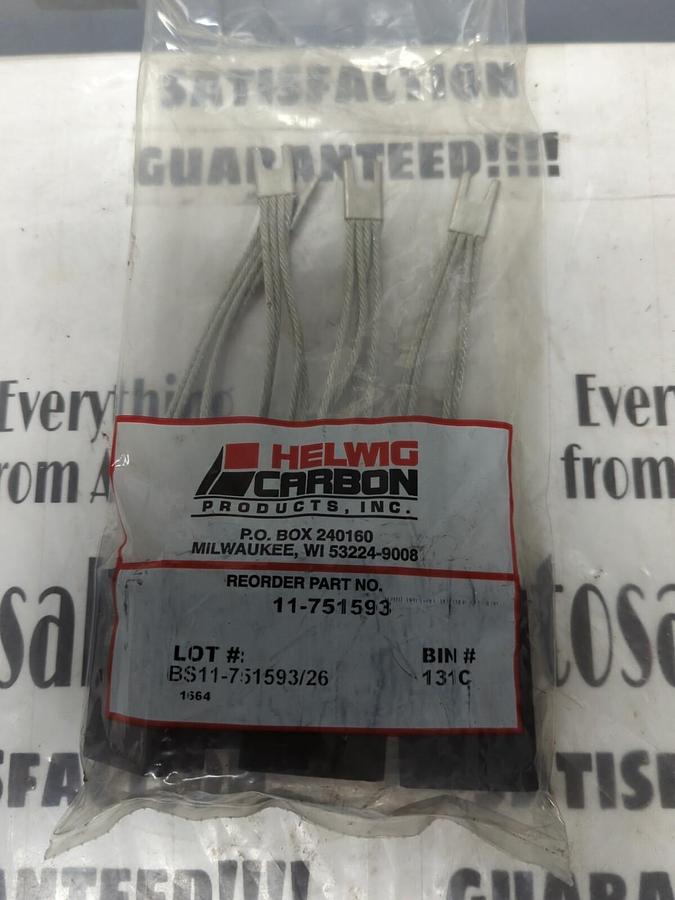 SATISFACTION
GUARANTEED!!!!
Everything
from A
Ever
from
HELWIG
CARBON
PRODUCTS, INC.
P.O. BOX 240160
MILWAUKEE, WI 53224-9008
REORDER PART NO.
11-751593
LOT #:
BIN #
BS11-751593/26
131C
1664